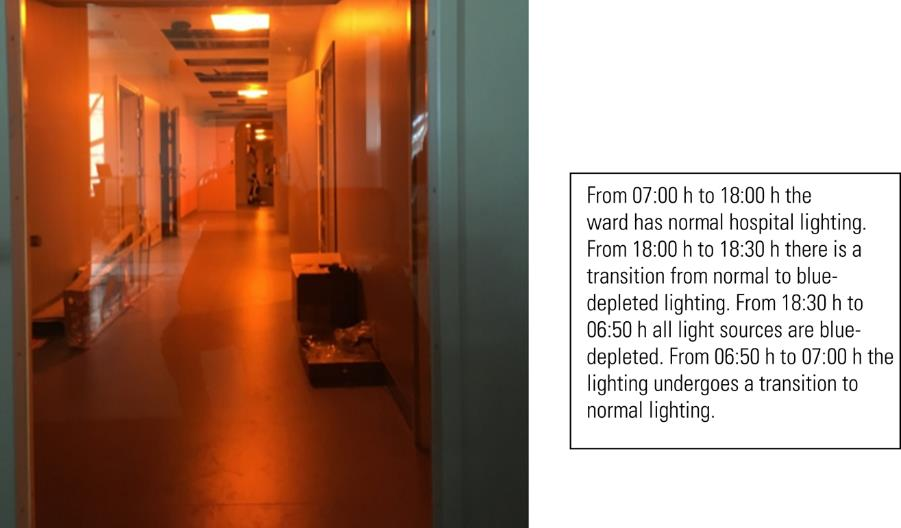 From 07:00 h to 18:00 h the
ward has normal hospital lighting.
From 18:00 h to 18:30 h there is a
transition from normal to blue-
depleted lighting. From 18:30 h to
06:50 h all light sources are blue-
depleted. From 06:50 h to 07:00 h the
lighting undergoes a transition to
normal lighting.